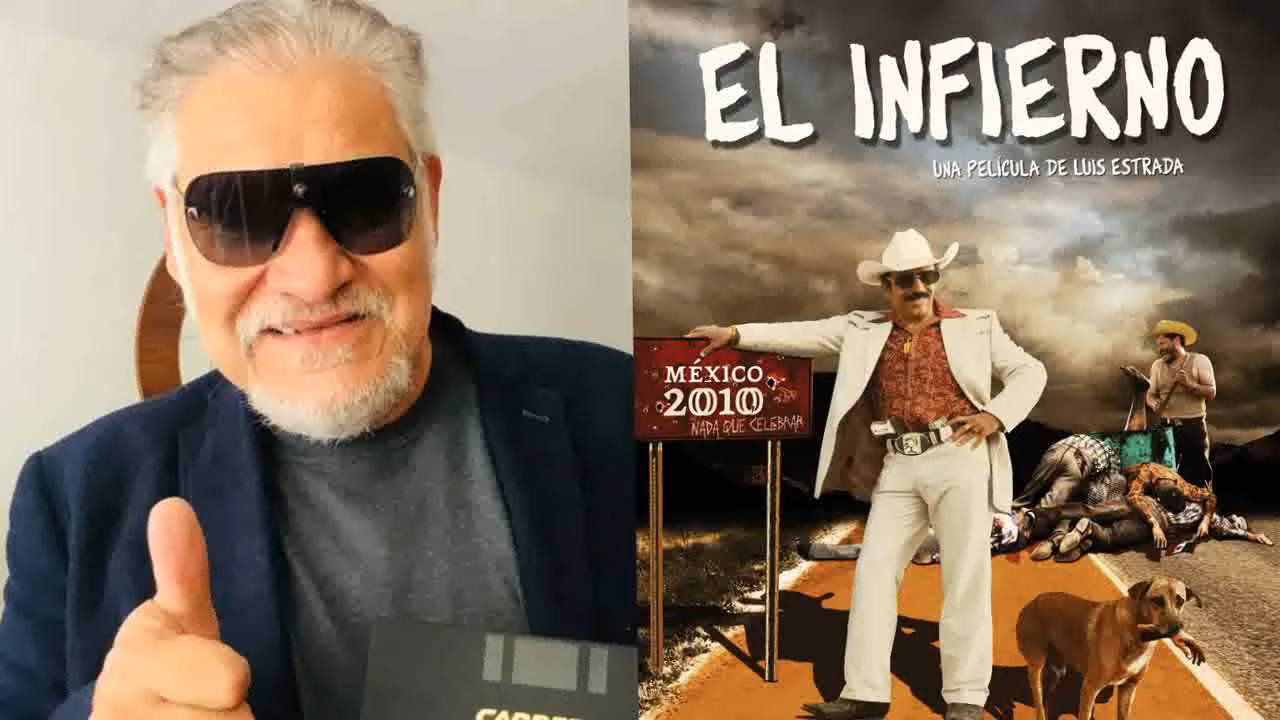 EL INFIERNO
UNA PELÍCULA DE LUIS ESTRADA
MÉXICO
2010
NADA QUE CELEBRAR